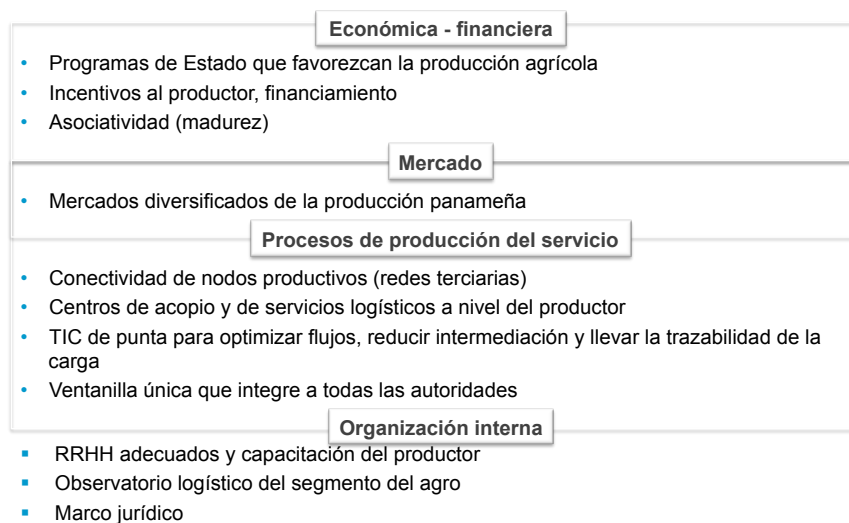 Económica - financiera
• Programas de Estado que favorezcan la producción agrícola
• Incentivos al productor, financiamiento
• Asociatividad (madurez)
Mercado
• Mercados diversificados de la producción panameña
Procesos de producción del servicio
• Conectividad de nodos productivos (redes terciarias)
• Centros de acopio y de servicios logísticos a nivel del productor
• TIC de punta para optimizar flujos, reducir intermediación y llevar la trazabilidad de la
carga
• Ventanilla única que integre a todas las autoridades
Organización interna
▪ RRHH adecuados y capacitación del productor
▪ Observatorio logístico del segmento del agro
▪ Marco jurídico